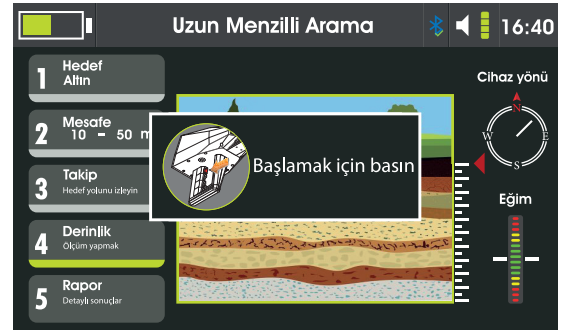 Uzun Menzilli Arama
16:40
1 Hedef
Altın
2 Mesafe
10 - 50 m
3 Takip
Hedef yolunu izleyin
4 Derinlik
Ölçüm yapmak
5 Rapor
Detaylı sonuçlar
Başlamak için basın
Cihaz yönü
N
W E
S
Eğim